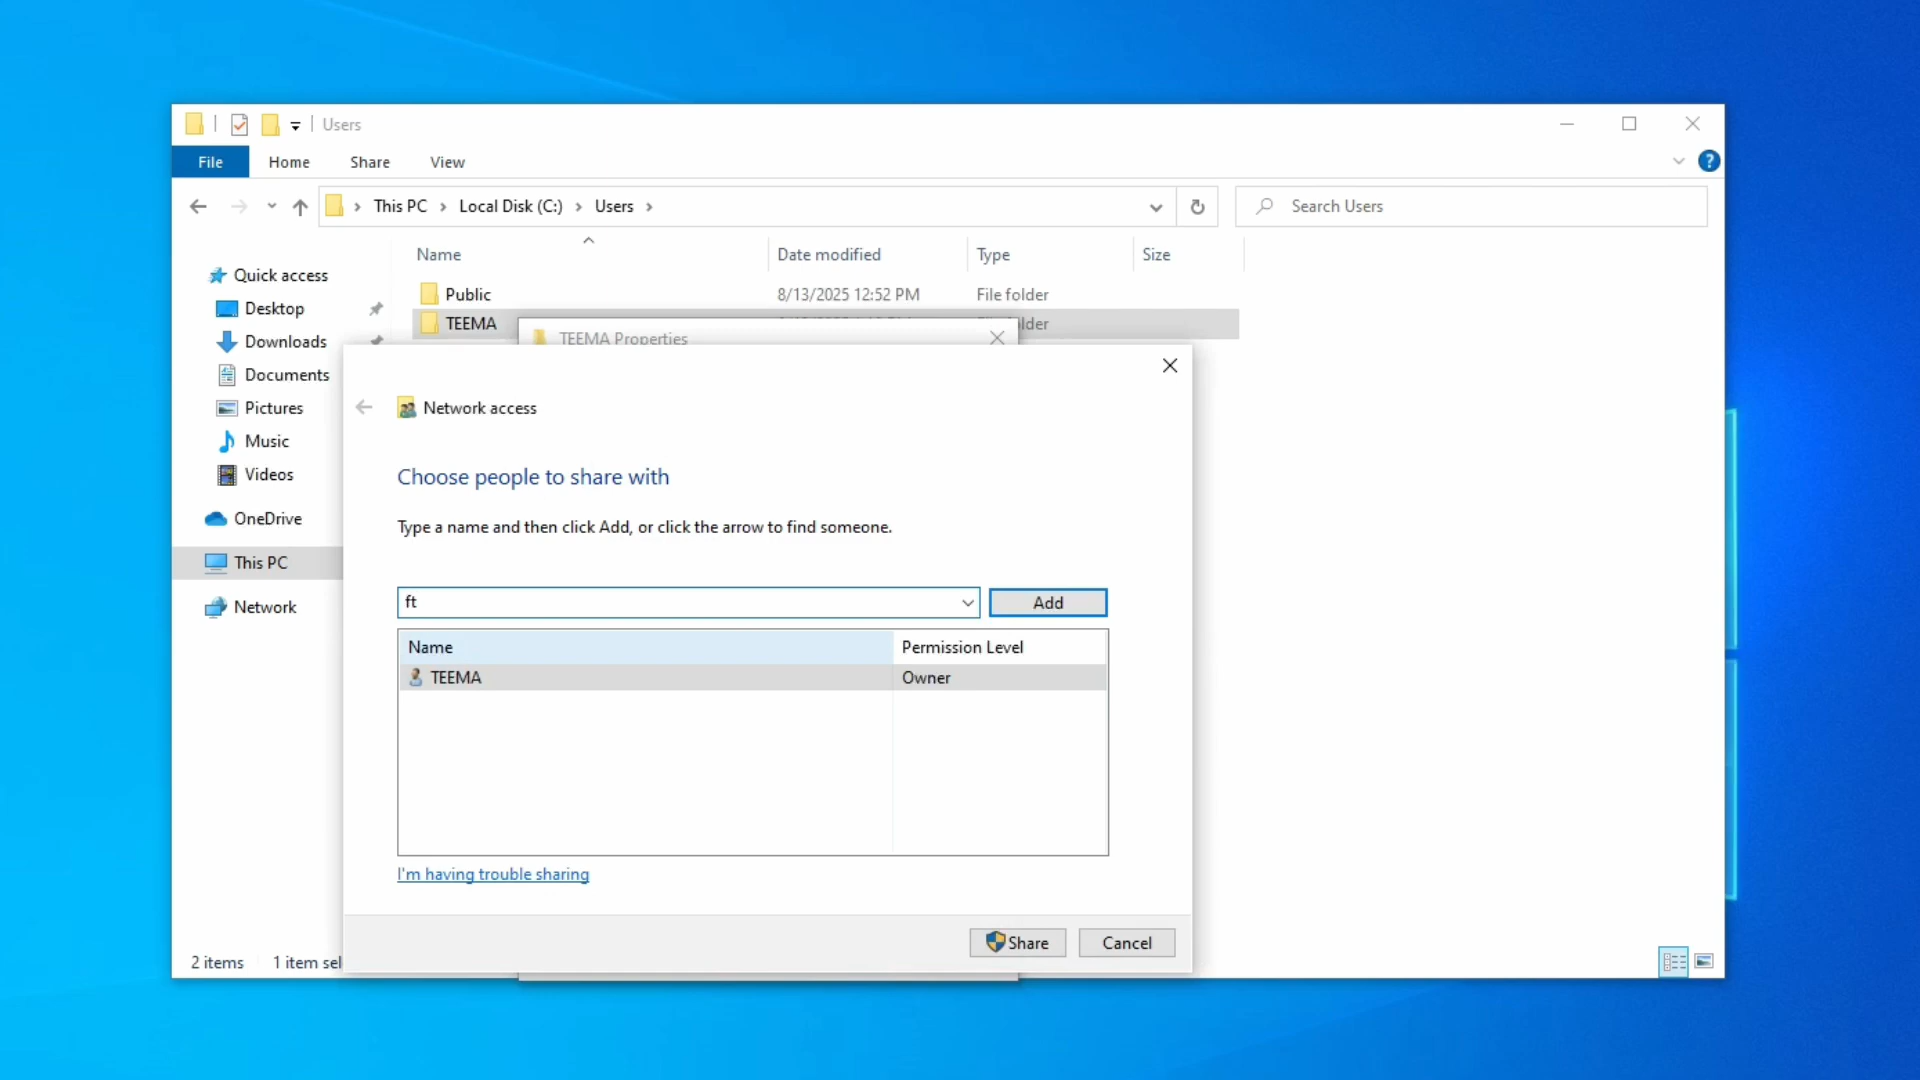 Users
File Home Share View
This PC Local Disk (C:) Users
Search Users
Name Date modified Type Size
Quick access
Desktop
Downloads
Documents
Pictures
Music
Videos
OneDrive
This PC
Network
Public 8/13/2025 12:52 PM File folder
TEEMA
TEEMA Properties
Network access
Choose people to share with
Type a name and then click Add, or click the arrow to find someone.
ft
Add
Name Permission Level
TEEMA Owner
I'm having trouble sharing
Share Cancel
2 items 1 item sel